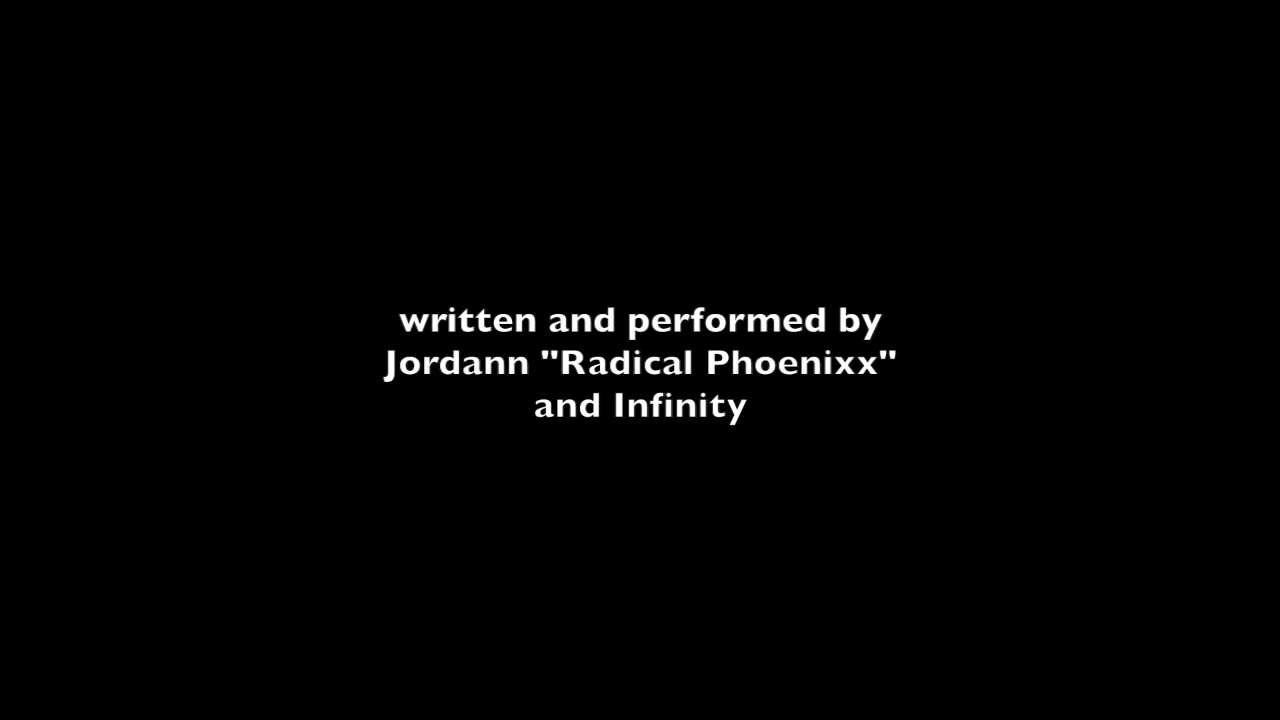 written and performed by
Jordann "Radical Phoenixx"
and Infinity